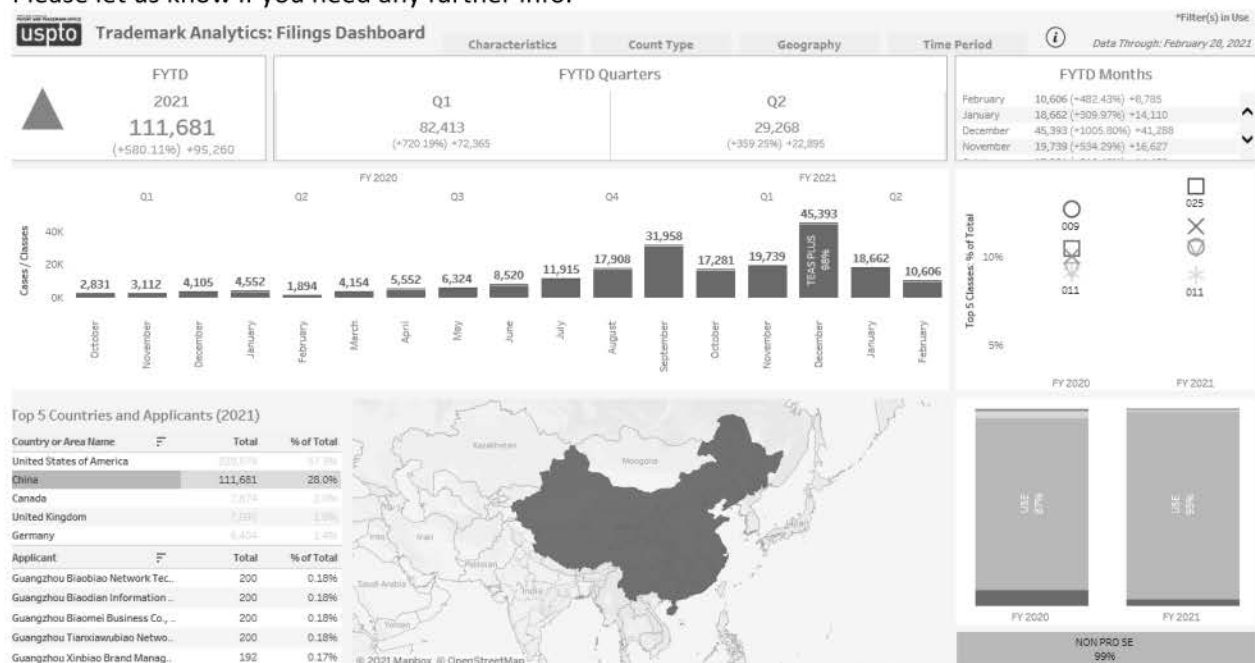 Please let us know if you need any further info.
*Filter(s) in Use
uspto Trademark Analytics: Filings Dashboard
Characteristics Count Type Geography Time Period
Data Through: February 28, 2021
FYTD
2021
111,681
(+580.11%) +95,260
FYTD Quarters
Q1 Q2
82,413 29,268
(+720.19%) +72,365 (+359.25%) +22,895
FYTD Months
February 10,606 (+482.43%) +8,785
January 18,662 (+309.97%) +14,110
December 45,393 (+1005.80%) +41,288
November 19,739 (+534.29%) +16,627
FY 2020 FY 2021
Q1 Q2 Q3 Q4 Q1 Q2
Cases / Classes
40K
20K
0K
2,831 3,112 4,105 4,552 1,894 4,154 5,552 6,324 8,520 11,915 17,908 31,958 17,281 19,739 45,393 18,662 10,606
TEAS PLUS
98%
October November December January February March April May June July August September October November December January February
Top 5 Classes: % of Total
10%
5%
009
011
025
011
FY 2020 FY 2021
Top 5 Countries and Applicants (2021)
Country or Area Name Total % of Total
United States of America
China 111,681 28.0%
Canada
United Kingdom
Germany
Applicant Total % of Total
Guangzhou Biaobiao Network Tec.. 200 0.18%
Guangzhou Biaodian Information .. 200 0.18%
Guangzhou Biaomei Business Co., .. 200 0.18%
Guangzhou Tianxiawubiao Netwo.. 200 0.18%
Guangzhou Xinbiao Brand Manag.. 192 0.17%
Kazakhstan
Mongolia
Japan
Iraq
Iran
Pakistan
Saudi Arabia
India
Yemen
© 2021 Mapbox © OpenStreetMap
USE
87%
USE
95%
FY 2020 FY 2021
NON PRO SE
99%